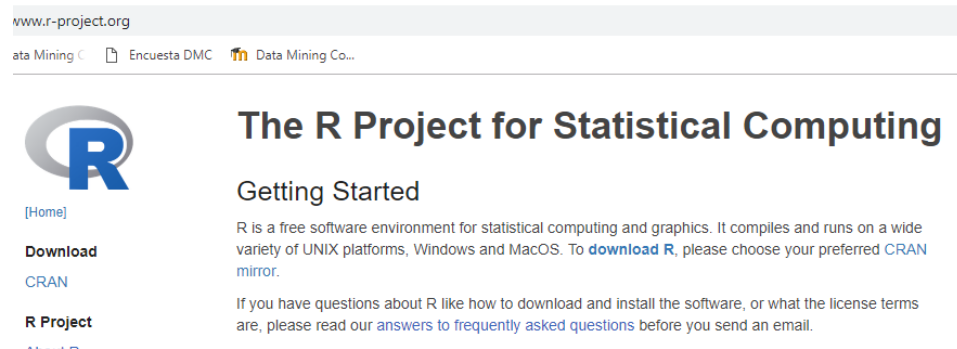 www.r-project.org
ata Mining C Encuesta DMC Data Mining Co...
R
The R Project for Statistical Computing
Getting Started
[Home]
R is a free software environment for statistical computing and graphics. It compiles and runs on a wide
variety of UNIX platforms, Windows and MacOS. To download R, please choose your preferred CRAN
mirror.
Download
CRAN
If you have questions about R like how to download and install the software, or what the license terms
are, please read our answers to frequently asked questions before you send an email.
R Project